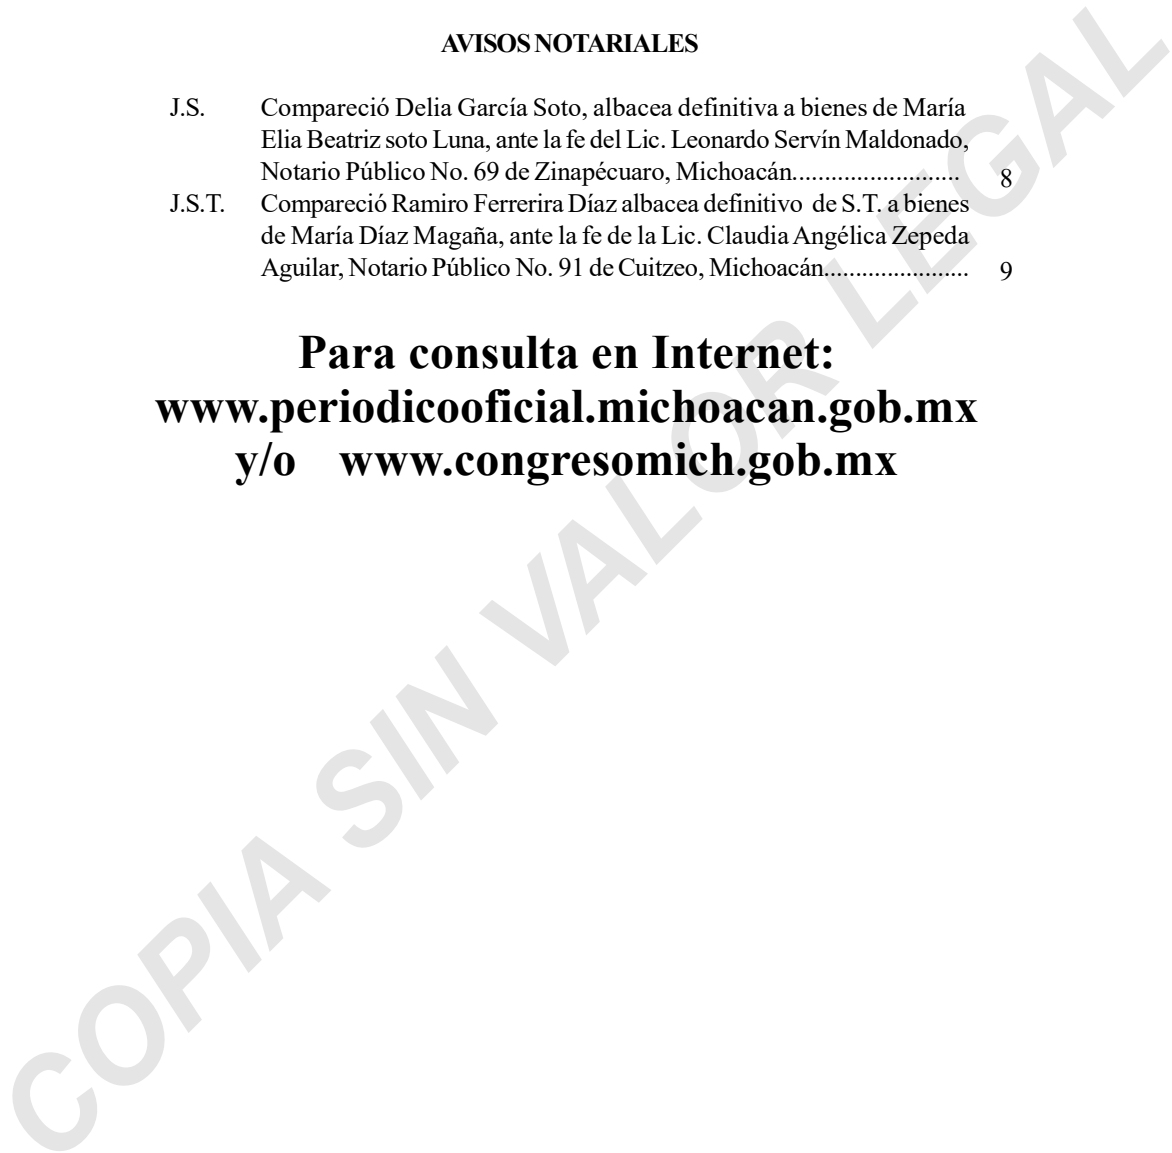 AVISOS NOTARIALES
J.S. Compareció Delia García Soto, albacea definitiva a bienes de María
Elia Beatriz soto Luna, ante la fe del Lic. Leonardo Servín Maldonado,
Notario Público No. 69 de Zinapécuaro, Michoacán.......................... 8
J.S.T. Compareció Ramiro Ferrerira Díaz albacea definitivo de S.T. a bienes
de María Díaz Magaña, ante la fe de la Lic. Claudia Angélica Zepeda
Aguilar, Notario Público No. 91 de Cuitzeo, Michoacán....................... 9
Para consulta en Internet:
www.periodicooficial.michoacan.gob.mx
y/o www.congresomich.gob.mx
COPIA SIN VALOR LEGAL